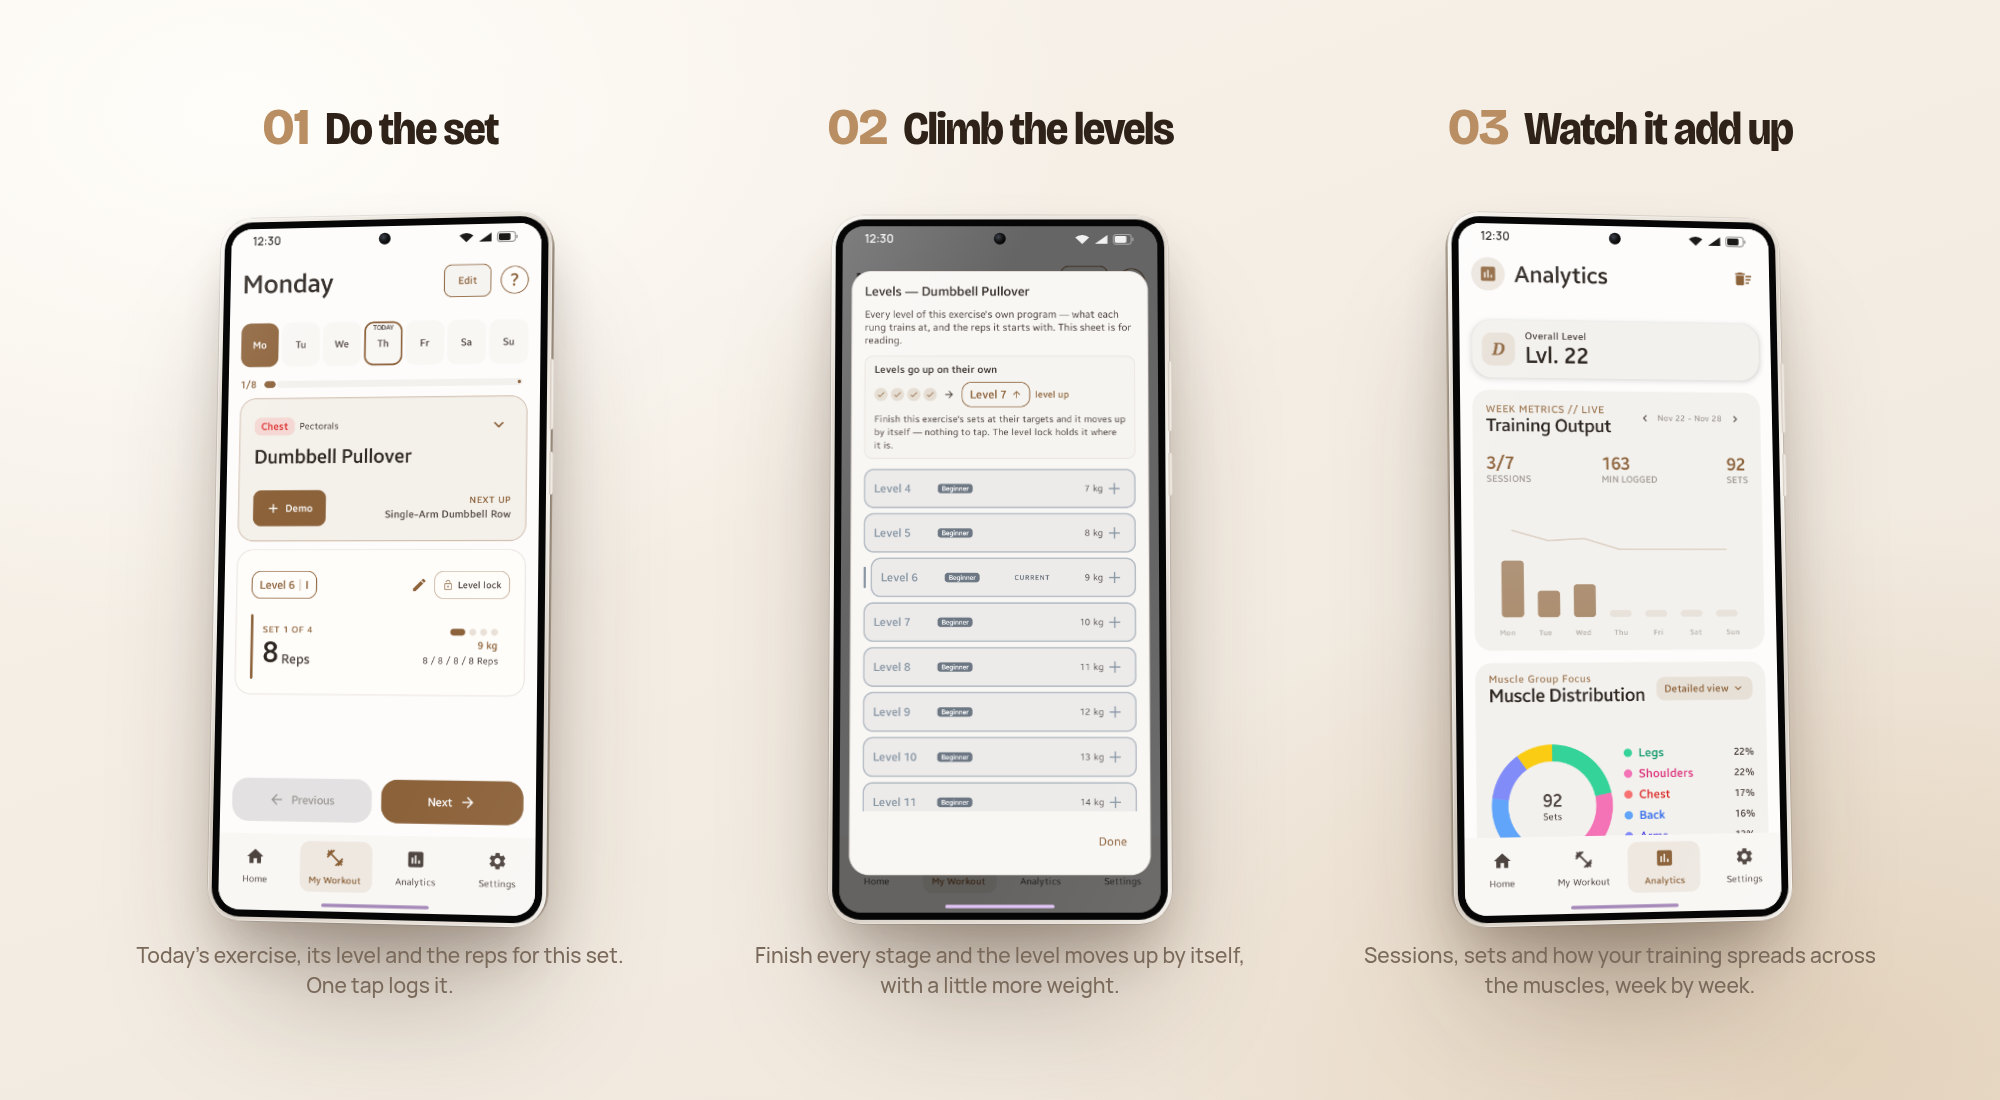 01 Do the set
12:30
Monday
Edit
?
Mo
Tu
We
TODAY
Th
Fr
Sa
Su
1/8
Chest Pectorals
Dumbbell Pullover
+ Demo
NEXT UP
Single-Arm Dumbbell Row
Level 6 | I
Level lock
SET 1 OF 4
8 Reps
9 kg
8 / 8 / 8 / 8 Reps
← Previous
Next →
Home
My Workout
Analytics
Settings
Today's exercise, its level and the reps for this set.
One tap logs it.
02 Climb the levels
12:30
Levels — Dumbbell Pullover
Every level of this exercise's own program — what each
rung trains at, and the reps it starts with. This sheet is for
reading.
Levels go up on their own
→ Level 7 ↑ level up
Finish this exercise's sets at their targets and it moves up
by itself — nothing to tap. The level lock holds it where
it is.
Level 4 Beginner 7 kg +
Level 5 Beginner 8 kg +
Level 6 Beginner CURRENT 9 kg +
Level 7 Beginner 10 kg +
Level 8 Beginner 11 kg +
Level 9 Beginner 12 kg +
Level 10 Beginner 13 kg +
Level 11 Beginner 14 kg +
Done
Home
My Workout
Analytics
Settings
Finish every stage and the level moves up by itself,
with a little more weight.
03 Watch it add up
12:30
Analytics
D
Overall Level
Lvl. 22
WEEK METRICS // LIVE
Training Output
‹ Nov 22 – Nov 28 ›
3/7
SESSIONS
163
MIN LOGGED
92
SETS
Mon
Tue
Wed
Thu
Fri
Sat
Sun
Muscle Group Focus
Muscle Distribution
Detailed view
92
Sets
Legs 22%
Shoulders 22%
Chest 17%
Back 16%
Home
My Workout
Analytics
Settings
Sessions, sets and how your training spreads across
the muscles, week by week.